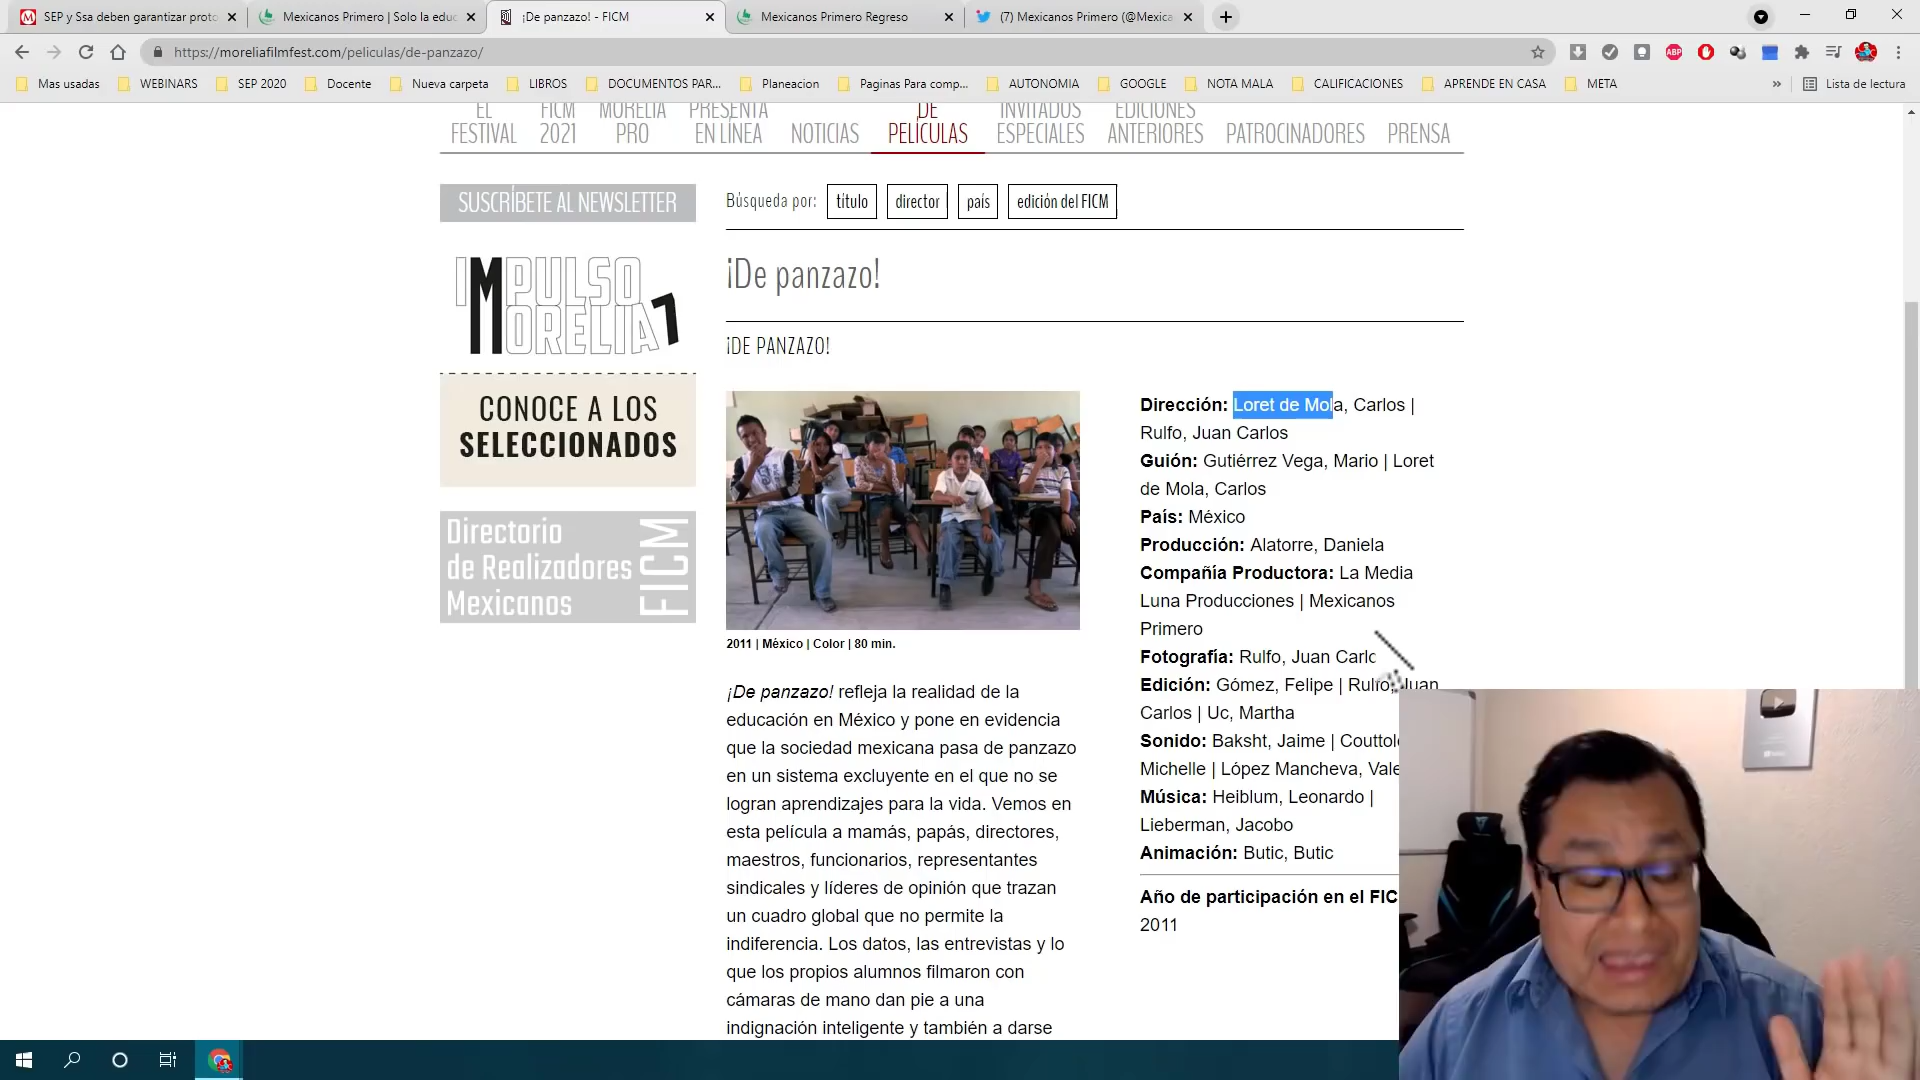 SEP y Ssa deben garantizar proto
Mexicanos Primero | Solo la educ
¡De panzazo! - FICM
Mexicanos Primero Regreso
(7) Mexicanos Primero (@Mexica
https://moreliafilmfest.com/peliculas/de-panzazo/
ABP
Mas usadas
WEBINARS
SEP 2020
Docente
Nueva carpeta
LIBROS
DOCUMENTOS PAR...
Planeacion
Paginas Para comp...
AUTONOMIA
GOOGLE
NOTA MALA
CALIFICACIONES
APRENDE EN CASA
META
»
Lista de lectura
EL FESTIVAL
FICM 2021
MORELIA PRO
PRESENTA EN LÍNEA
NOTICIAS
DE PELÍCULAS
INVITADOS ESPECIALES
EDICIONES ANTERIORES
PATROCINADORES
PRENSA
SUSCRÍBETE AL NEWSLETTER
IMPULSO
MORELIA 7
CONOCE A LOS
SELECCIONADOS
Directorio
de Realizadores
Mexicanos
FICM
Búsqueda por: título director país edición del FICM
¡De panzazo!
¡DE PANZAZO!
2011 | México | Color | 80 min.
¡De panzazo! refleja la realidad de la
educación en México y pone en evidencia
que la sociedad mexicana pasa de panzazo
en un sistema excluyente en el que no se
logran aprendizajes para la vida. Vemos en
esta película a mamás, papás, directores,
maestros, funcionarios, representantes
sindicales y líderes de opinión que trazan
un cuadro global que no permite la
indiferencia. Los datos, las entrevistas y lo
que los propios alumnos filmaron con
cámaras de mano dan pie a una
indignación inteligente y también a darse
Dirección: Loret de Mola, Carlos |
Rulfo, Juan Carlos
Guión: Gutiérrez Vega, Mario | Loret
de Mola, Carlos
País: México
Producción: Alatorre, Daniela
Compañía Productora: La Media
Luna Producciones | Mexicanos
Primero
Fotografía: Rulfo, Juan Carlo
Edición: Gómez, Felipe | Rulfo, Juan
Carlos | Uc, Martha
Sonido: Baksht, Jaime | Couttole
Michelle | López Mancheva, Vale
Música: Heiblum, Leonardo |
Lieberman, Jacobo
Animación: Butic, Butic
Año de participación en el FIC
2011